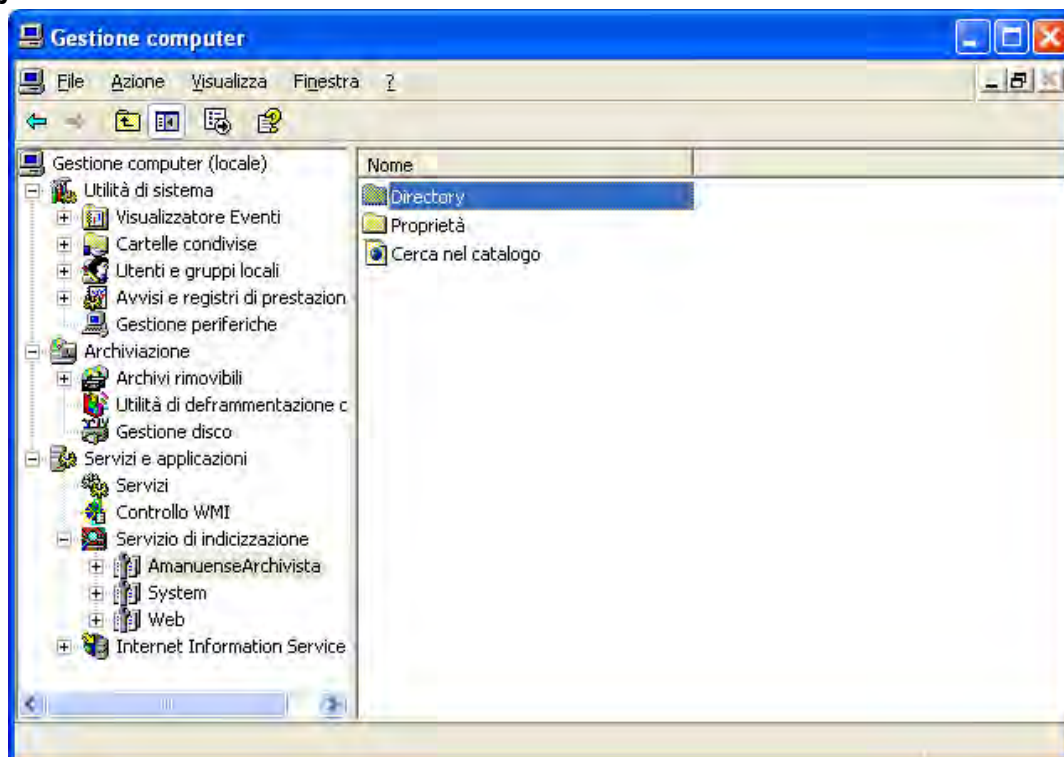 Gestione computer
File Azione Visualizza Finestra ?
Gestione computer (locale)
Utilità di sistema
Visualizzatore Eventi
Cartelle condivise
Utenti e gruppi locali
Avvisi e registri di prestazion
Gestione periferiche
Archiviazione
Archivi rimovibili
Utilità di deframmentazione c
Gestione disco
Servizi e applicazioni
Servizi
Controllo WMI
Servizio di indicizzazione
AmanuenseArchivista
System
Web
Internet Information Service
Nome
Directory
Proprietà
Cerca nel catalogo